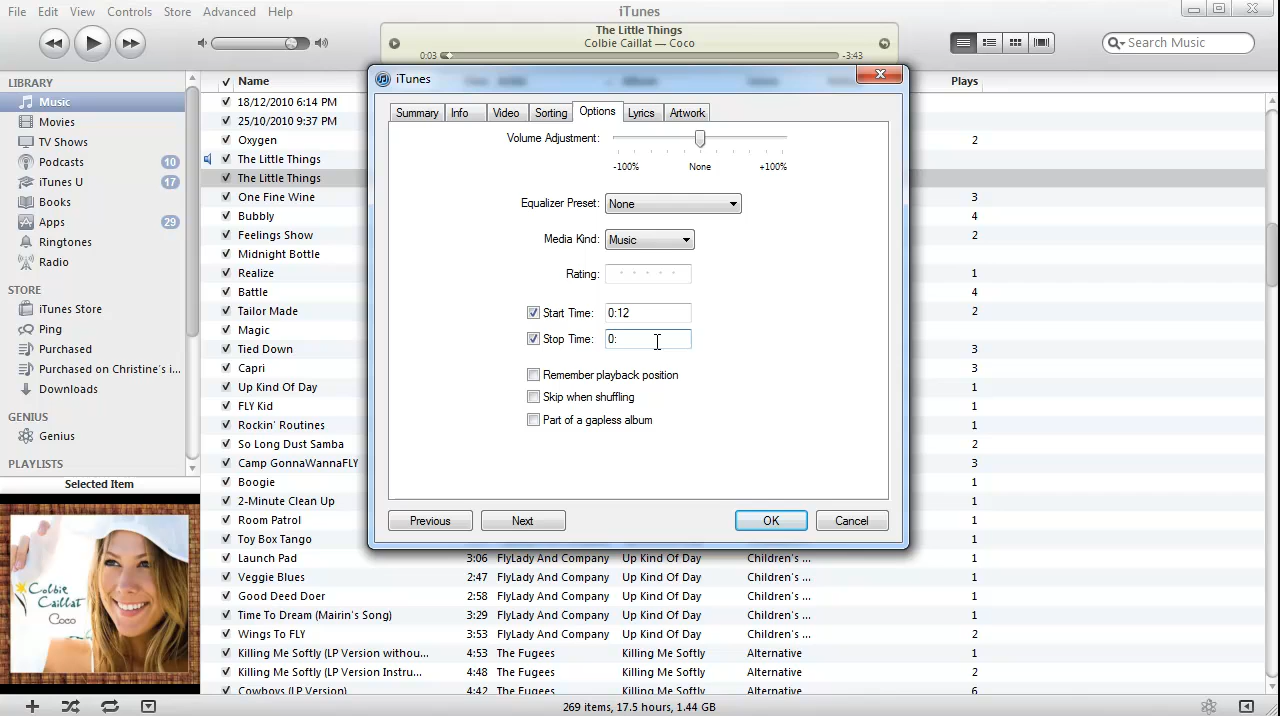 File Edit View Controls Store Advanced Help
iTunes
The Little Things
Colbie Caillat — Coco
0:03
-3:43
Search Music
LIBRARY
Music
Movies
TV Shows
Podcasts 10
iTunes U 17
Books
Apps 29
Ringtones
Radio
STORE
iTunes Store
Ping
Purchased
Purchased on Christine's i...
Downloads
GENIUS
Genius
PLAYLISTS
Selected Item
Colbie
Caillat
Coco
Name Plays
18/12/2010 6:14 PM
25/10/2010 9:37 PM
Oxygen 2
The Little Things
The Little Things
One Fine Wine 3
Bubbly 4
Feelings Show 2
Midnight Bottle
Realize 1
Battle 4
Tailor Made 2
Magic
Tied Down 3
Capri 3
Up Kind Of Day 1
FLY Kid 1
Rockin' Routines 1
So Long Dust Samba 2
Camp GonnaWannaFLY 3
Boogie 1
2-Minute Clean Up 1
Room Patrol 1
Toy Box Tango 1
Launch Pad 3:06 FlyLady And Company Up Kind Of Day Children's ... 1
Veggie Blues 2:47 FlyLady And Company Up Kind Of Day Children's ... 1
Good Deed Doer 2:58 FlyLady And Company Up Kind Of Day Children's ... 1
Time To Dream (Mairin's Song) 3:29 FlyLady And Company Up Kind Of Day Children's ... 1
Wings To FLY 3:53 FlyLady And Company Up Kind Of Day Children's ... 2
Killing Me Softly (LP Version withou... 4:53 The Fugees Killing Me Softly Alternative 1
Killing Me Softly (LP Version Instru... 4:48 The Fugees Killing Me Softly Alternative 2
Cowboys (LP Version) 4:42 The Fugees Killing Me Softly Alternative 6
iTunes
Summary Info Video Sorting Options Lyrics Artwork
Volume Adjustment:
-100% None +100%
Equalizer Preset: None
Media Kind: Music
Rating:
Start Time: 0:12
Stop Time: 0:
Remember playback position
Skip when shuffling
Part of a gapless album
Previous Next OK Cancel
269 items, 17.5 hours, 1.44 GB